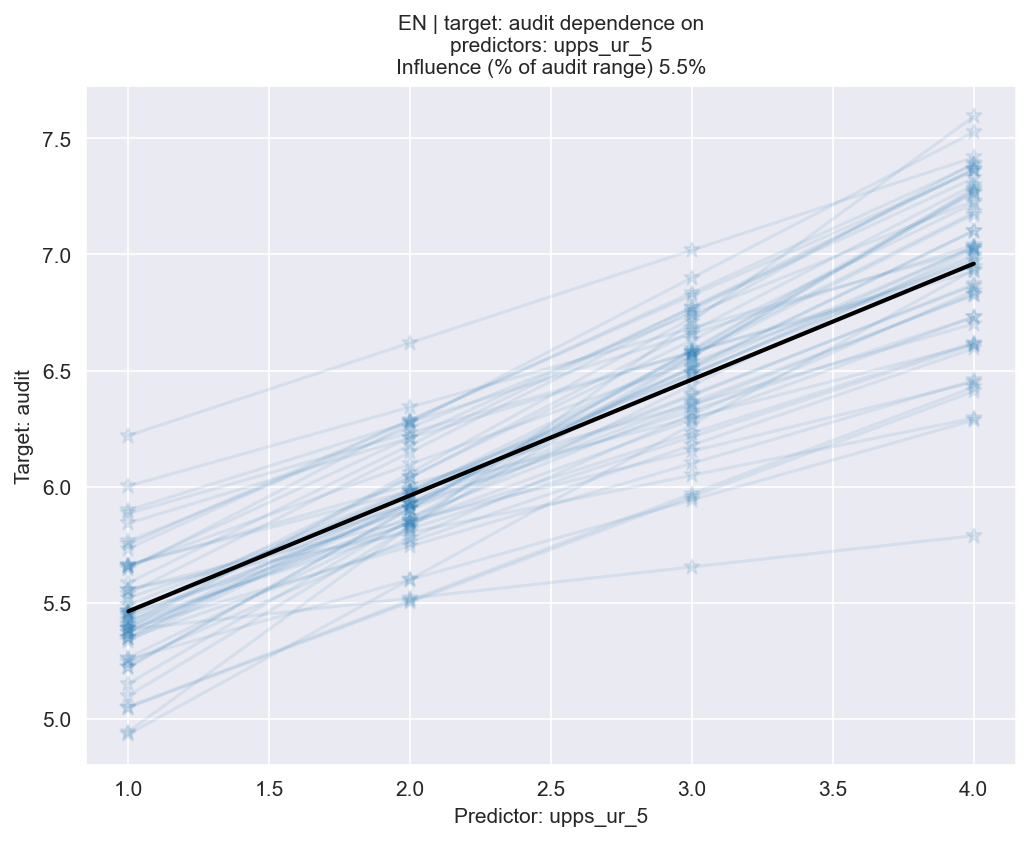 EN | target: audit dependence on
predictors: upps_ur_5
Influence (% of audit range) 5.5%
7.5
7.0
6.5
6.0
5.5
5.0
Target: audit
1.0 1.5 2.0 2.5 3.0 3.5 4.0
Predictor: upps_ur_5